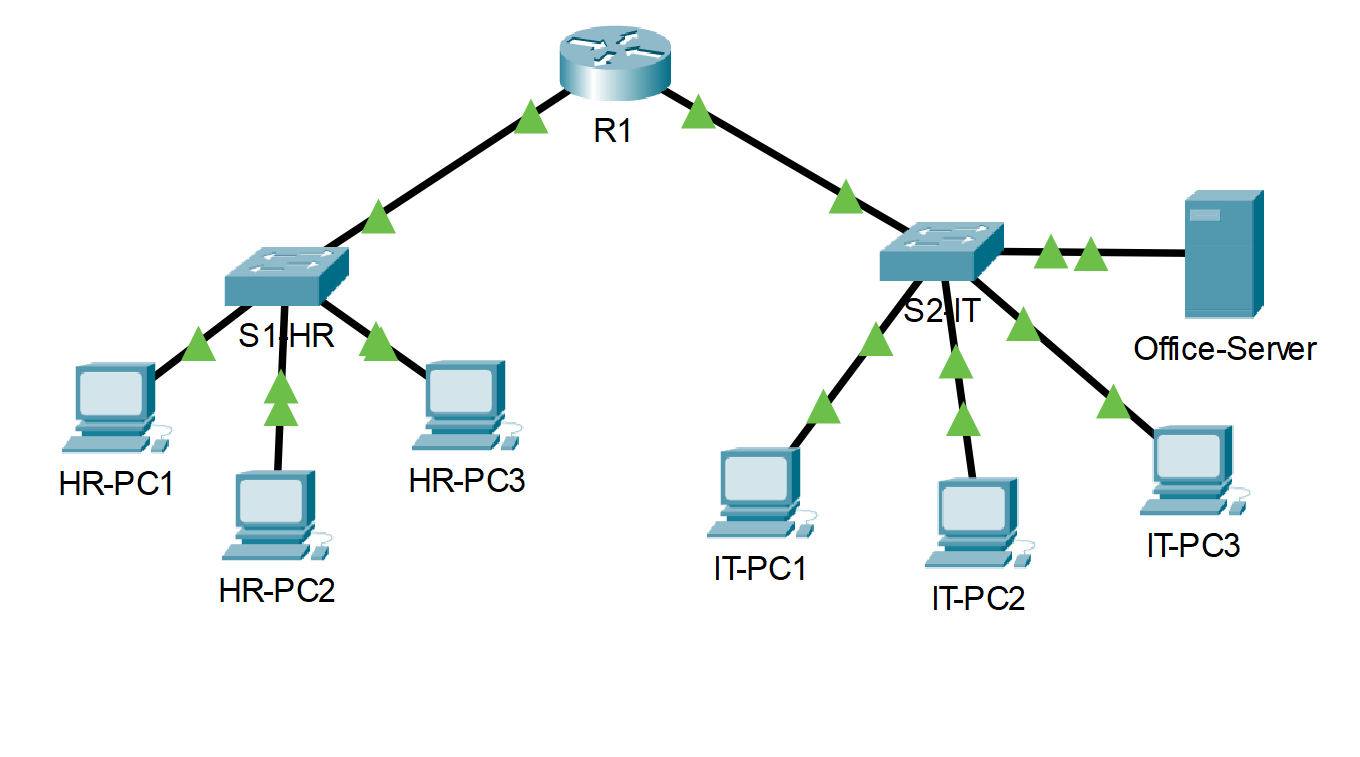 R1
S1-HR
S2-IT
Office-Server
HR-PC1
HR-PC2
HR-PC3
IT-PC1
IT-PC2
IT-PC3